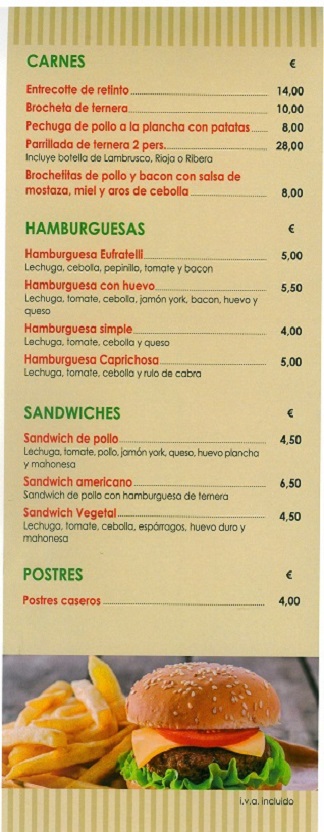 CARNES €
Entrecotte de retinto 14,00
Brocheta de ternera 10,00
Pechuga de pollo a la plancha con patatas 8,00
Parrillada de ternera 2 pers. 28,00
Incluye botella de Lambrusco, Rioja o Ribera
Brochetitas de pollo y bacon con salsa de
mostaza, miel y aros de cebolla 8,00
HAMBURGUESAS €
Hamburguesa Eufratelli 5,00
Lechuga, cebolla, pepinillo, tomate y bacon
Hamburguesa con huevo 5,50
Lechuga, tomate, cebolla, jamón york, bacon, huevo y
queso
Hamburguesa simple 4,00
Lechuga, tomate, cebolla y queso
Hamburguesa Caprichosa 5,00
Lechuga, tomate, cebolla y rulo de cabra
SANDWICHES €
Sandwich de pollo 4,50
Lechuga, tomate, pollo, jamón york, queso, huevo plancha
y mahonesa
Sandwich americano 6,50
Sandwich de pollo con hamburguesa de ternera
Sandwich Vegetal 4,50
Lechuga, tomate, cebolla, espárragos, huevo duro y
mahonesa
POSTRES €
Postres caseros 4,00
i.v.a. incluido